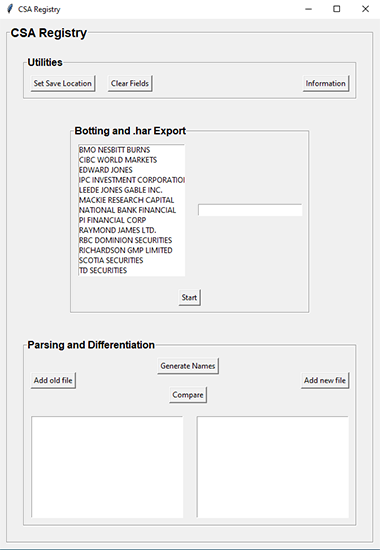 CSA Registry
CSA Registry
Utilities
Set Save Location
Clear Fields
Information
Botting and .har Export
BMO NESBITT BURNS
CIBC WORLD MARKETS
EDWARD JONES
IPC INVESTMENT CORPORATIO
LEEDE JONES GABLE INC.
MACKIE RESEARCH CAPITAL
NATIONAL BANK FINANCIAL
PI FINANCIAL CORP
RAYMOND JAMES LTD.
RBC DOMINION SECURITIES
RICHARDSON GMP LIMITED
SCOTIA SECURITIES
TD SECURITIES
Start
Parsing and Differentiation
Generate Names
Add old file
Add new file
Compare